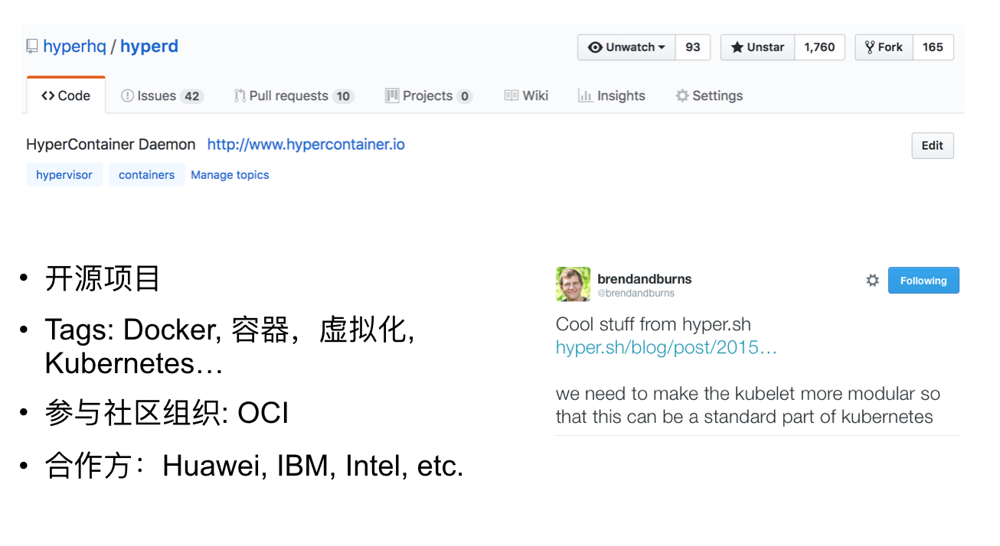 hyperhq / hyperd
Unwatch 93 Unstar 1,760 Fork 165
Code Issues 42 Pull requests 10 Projects 0 Wiki Insights Settings
HyperContainer Daemon http://www.hypercontainer.io
Edit
hypervisor containers Manage topics
• 开源项目
• Tags: Docker, 容器，虚拟化,
Kubernetes…
• 参与社区组织: OCI
• 合作方：Huawei, IBM, Intel, etc.
brendandburns
@brendandburns
Following
Cool stuff from hyper.sh
hyper.sh/blog/post/2015…
we need to make the kubelet more modular so
that this can be a standard part of kubernetes